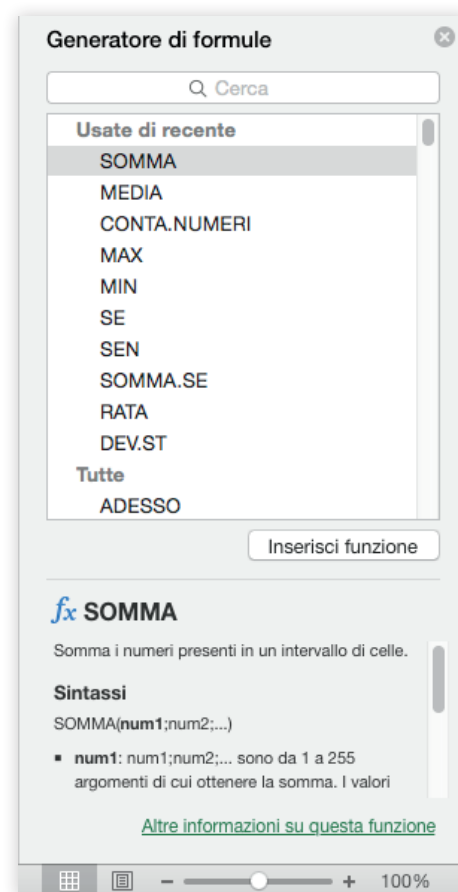 Generatore di formule
Cerca
Usate di recente
SOMMA
MEDIA
CONTA.NUMERI
MAX
MIN
SE
SEN
SOMMA.SE
RATA
DEV.ST
Tutte
ADESSO
Inserisci funzione
fx SOMMA
Somma i numeri presenti in un intervallo di celle.
Sintassi
SOMMA(num1;num2;...)
▪ num1: num1;num2;... sono da 1 a 255
argomenti di cui ottenere la somma. I valori
Altre informazioni su questa funzione
− + 100%